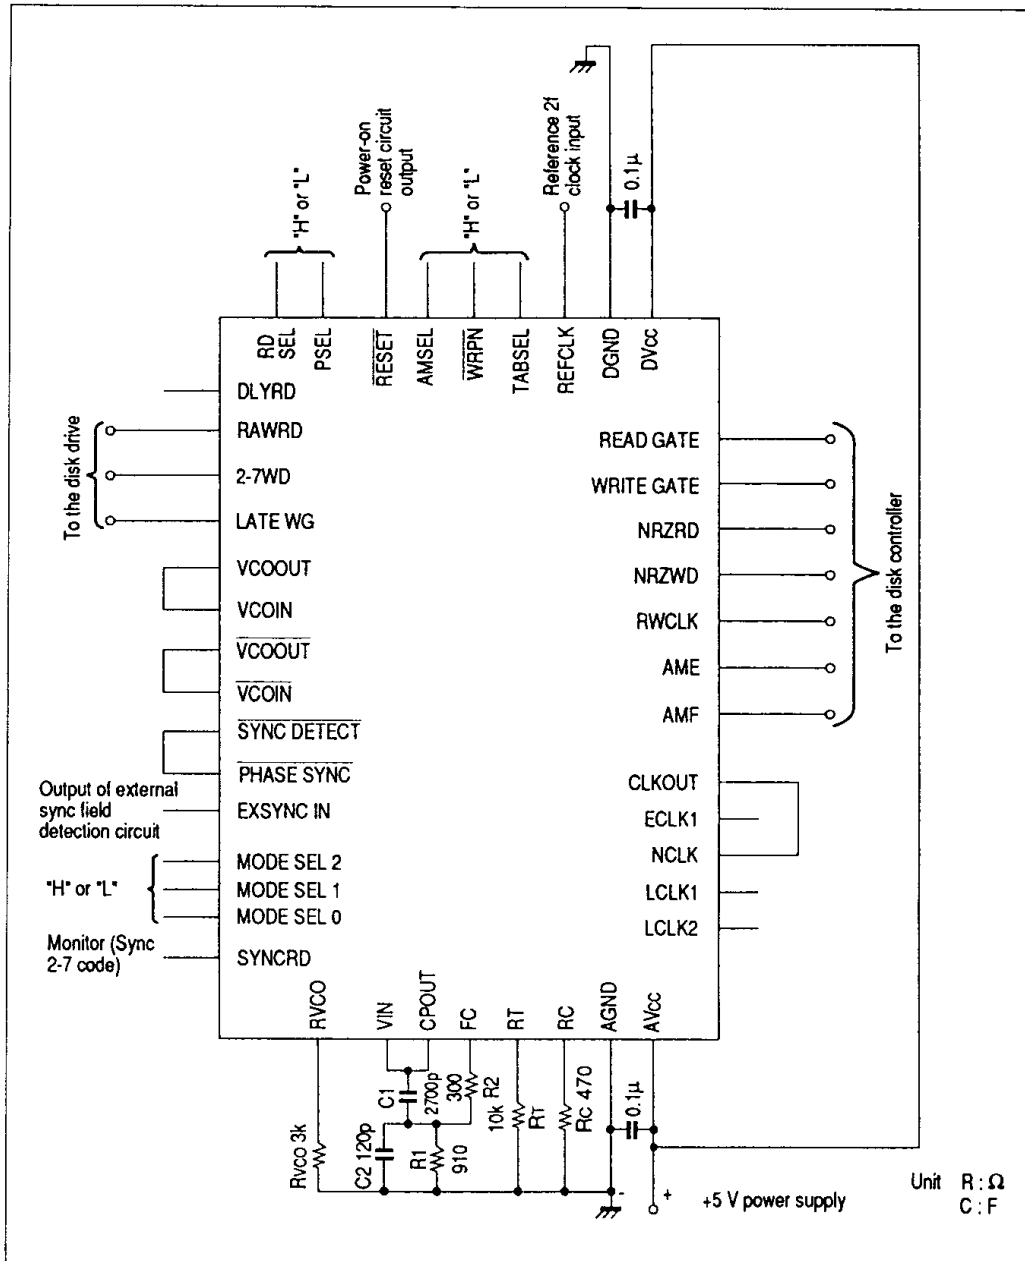 Power-on
reset circuit
output
Reference 2f
clock input
0.1μ
"H" or "L"
"H" or "L"
RD
SEL
PSEL
RESET
AMSEL
WRPN
TABSEL
REFCLK
DGND
DVcc
DLYRD
RAWRD
2-7WD
LATE WG
To the disk drive
VCOOUT
VCOIN
VCOOUT
VCOIN
SYNC DETECT
PHASE SYNC
Output of external
sync field
detection circuit
EXSYNC IN
"H" or "L"
MODE SEL 2
MODE SEL 1
MODE SEL 0
Monitor (Sync
2-7 code)
SYNCRD
READ GATE
WRITE GATE
NRZRD
NRZWD
RWCLK
AME
AMF
To the disk controller
CLKOUT
ECLK1
NCLK
LCLK1
LCLK2
RVCO
VIN
CPOUT
FC
RT
RC
AGND
AVcc
Rvco 3k
C1
2700p
C2 120p
R1
910
300
R2
10k
RT
Rc 470
0.1μ
-
+
+5 V power supply
Unit R : Ω
C : F